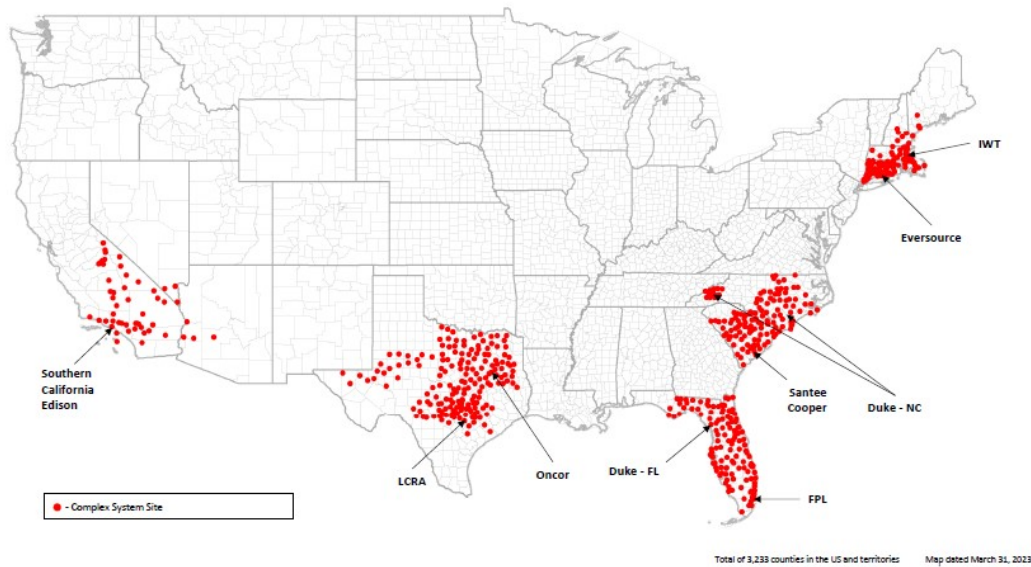 IWT
Eversource
Southern
California
Edison
Santee
Cooper
Duke - NC
LCRA
Oncor
Duke - FL
FPL
- Complex System Site
Total of 3,233 counties in the US and territories Map dated March 31, 2023